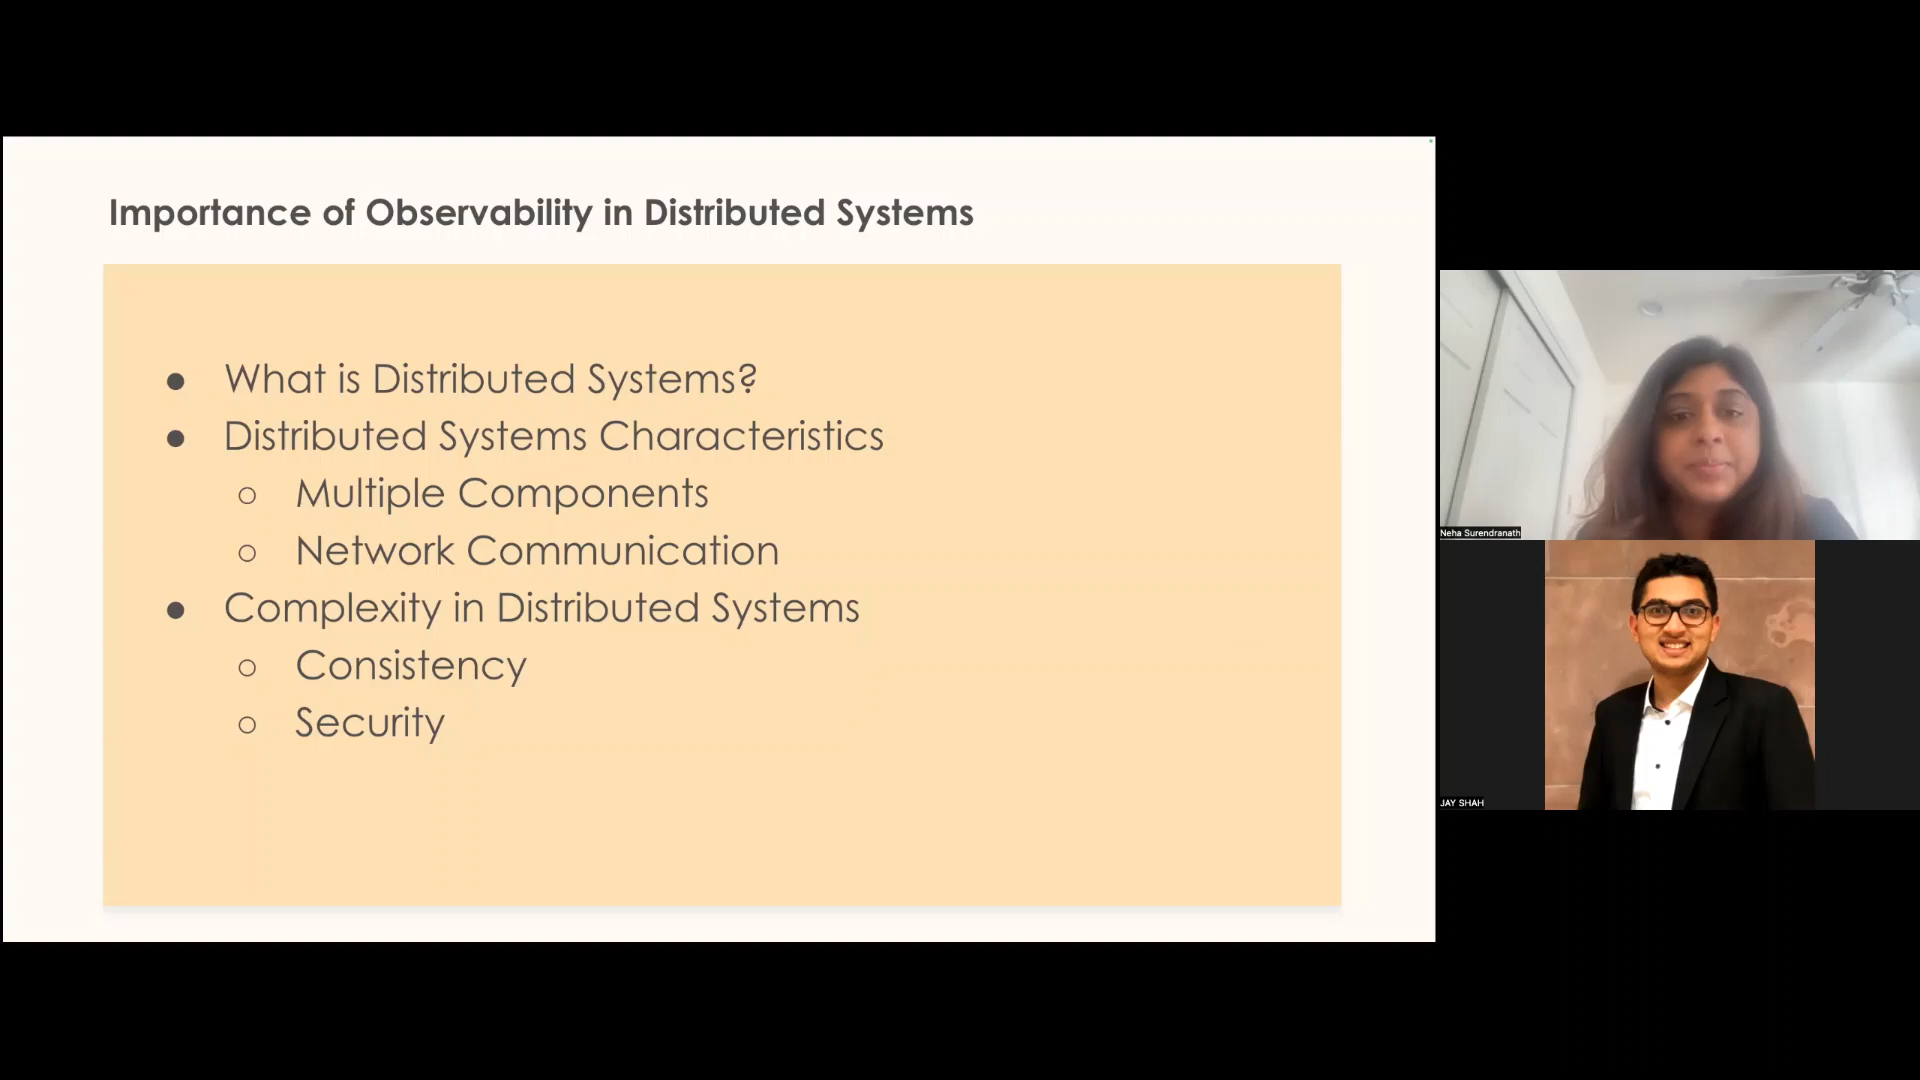 Importance of Observability in Distributed Systems
● What is Distributed Systems?
● Distributed Systems Characteristics
○ Multiple Components
○ Network Communication
● Complexity in Distributed Systems
○ Consistency
○ Security
Neha Surendranath
JAY SHAH